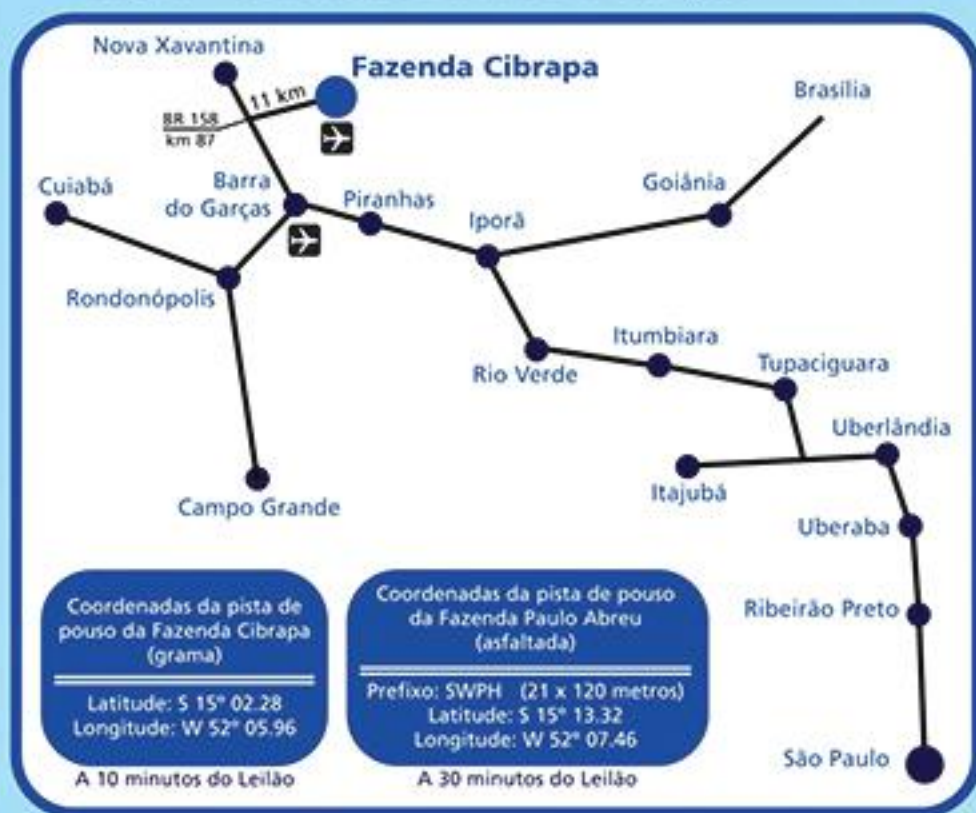 Nova Xavantina
Fazenda Cibrapa
11 km
BR 158
km 87
Brasília
Cuiabá
Barra
do Garças
Piranhas
Iporã
Goiânia
Rondonópolis
Rio Verde
Itumbiara
Tupaciguara
Uberlândia
Itajubá
Campo Grande
Uberaba
Ribeirão Preto
São Paulo
Coordenadas da pista de
pouso da Fazenda Cibrapa
(grama)
Latitude: S 15º 02.28
Longitude: W 52º 05.96
A 10 minutos do Leilão
Coordenadas da pista de pouso
da Fazenda Paulo Abreu
(asfaltada)
Prefixo: SWPH (21 x 120 metros)
Latitude: S 15º 13.32
Longitude: W 52º 07.46
A 30 minutos do Leilão